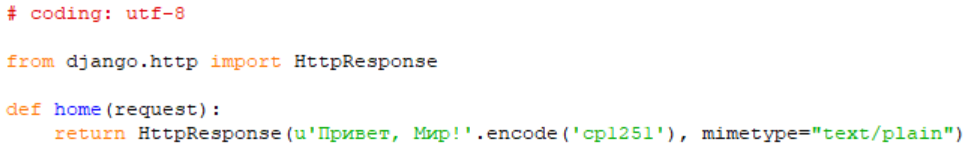 # coding: utf-8
from django.http import HttpResponse
def home(request):
    return HttpResponse(u'Привет, Мир!'.encode('cp1251'), mimetype="text/plain")